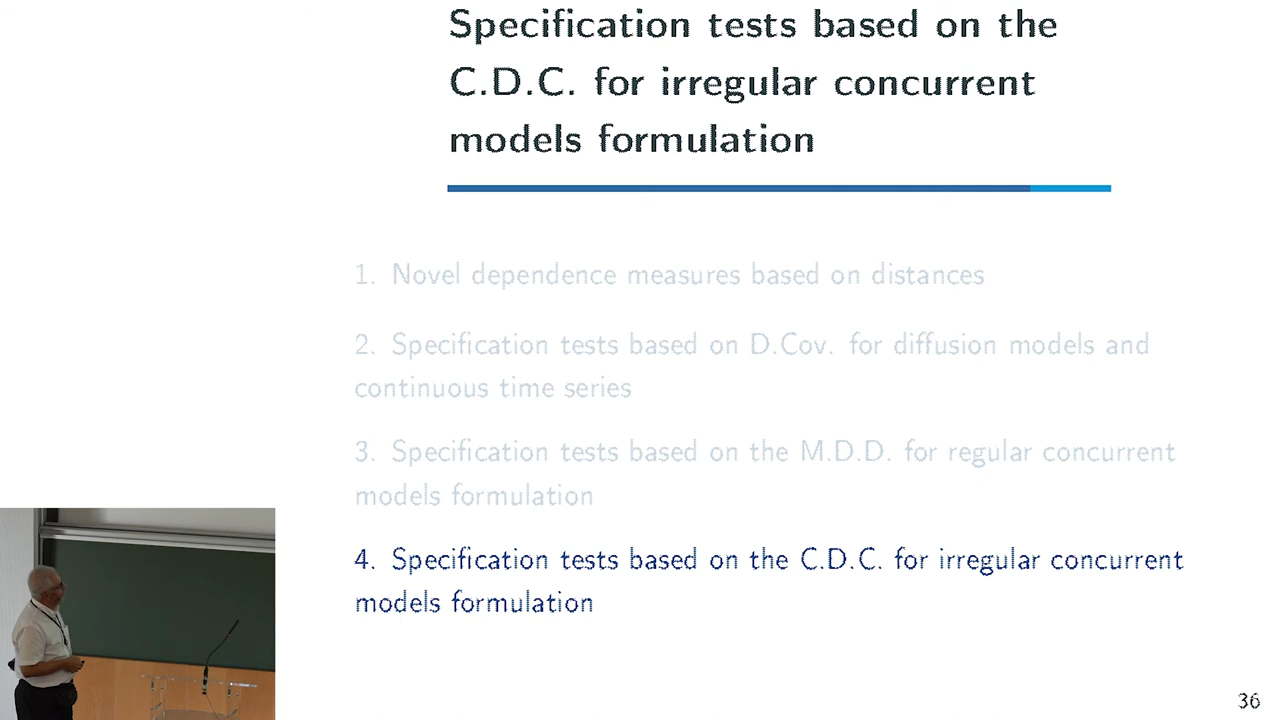 Specification tests based on the
C.D.C. for irregular concurrent
models formulation
1. Novel dependence measures based on distances
2. Specification tests based on D.Cov. for diffusion models and
continuous time series
3. Specification tests based on the M.D.D. for regular concurrent
models formulation
4. Specification tests based on the C.D.C. for irregular concurrent
models formulation
36